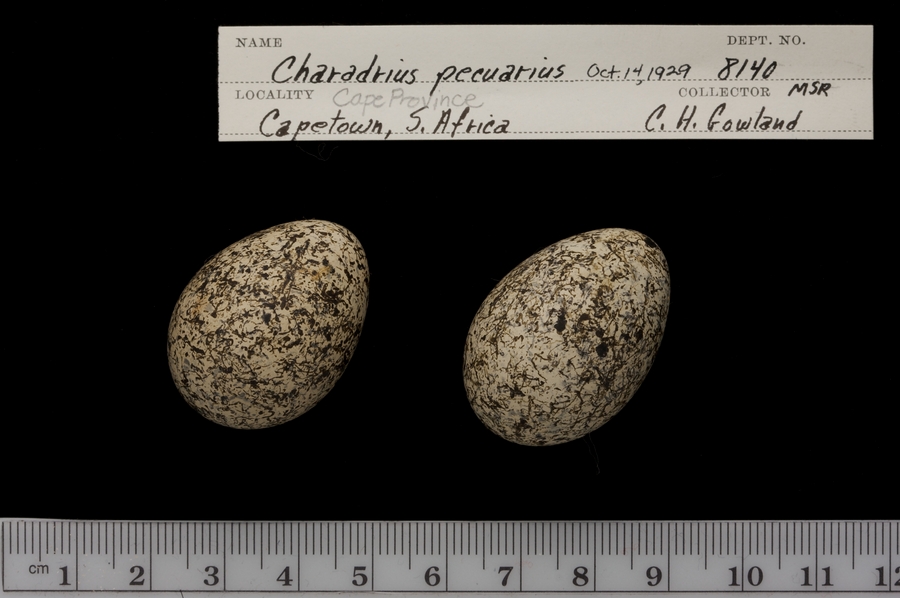 NAME DEPT. NO.
Charadrius pecuarius Oct. 14, 1929 8140
LOCALITY Cape Province COLLECTOR MSR
Capetown, S. Africa C. H. Gowland
cm 1 2 3 4 5 6 7 8 9 10 11 12